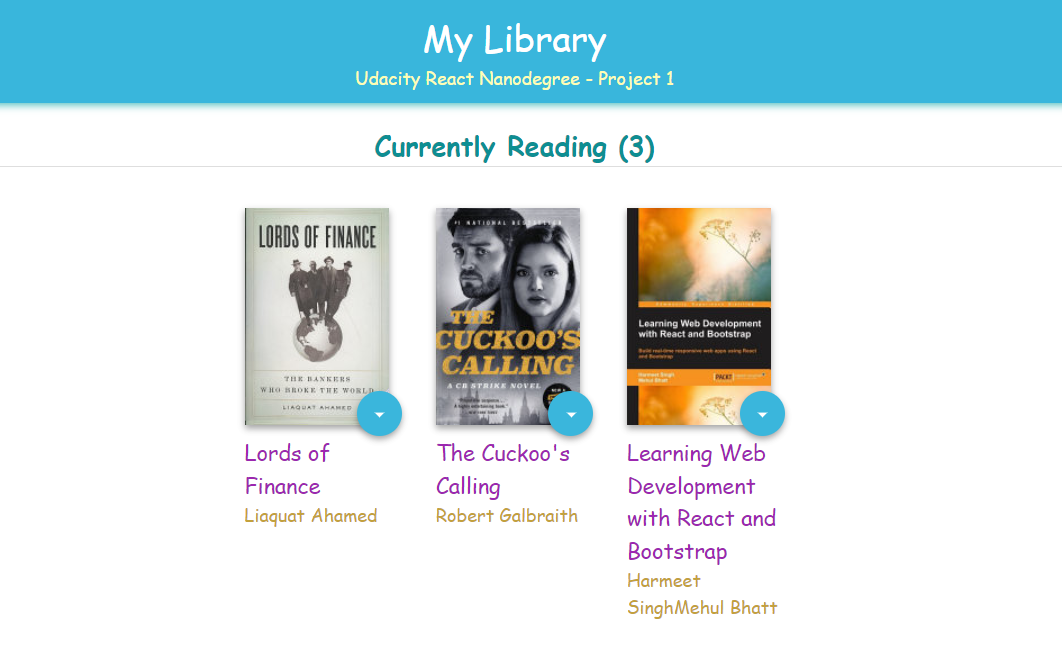 My Library
Udacity React Nanodegree - Project 1
Currently Reading (3)
LORDS OF FINANCE
THE BANKERS
WHO BROKE THE WORLD
LIAQUAT AHAMED
#1 NATIONAL BESTSELLER
THE
CUCKOO'S
CALLING
A CB STRIKE NOVEL
Learning Web Development
with React and Bootstrap
Build real-time responsive web apps using React
and Bootstrap
Harmeet Singh
Mehul Bhatt
PACKT
Lords of
Finance
Liaquat Ahamed
The Cuckoo's
Calling
Robert Galbraith
Learning Web
Development
with React and
Bootstrap
Harmeet
SinghMehul Bhatt